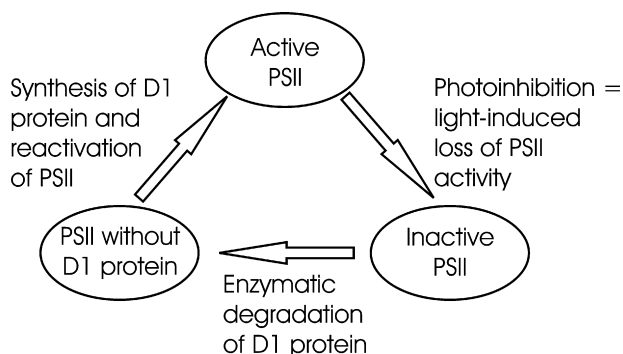 Active
PSII
Synthesis of D1
protein and
reactivation
of PSII
Photoinhibition =
light-induced
loss of PSII
activity
PSII without
D1 protein
Inactive
PSII
Enzymatic
degradation
of D1 protein